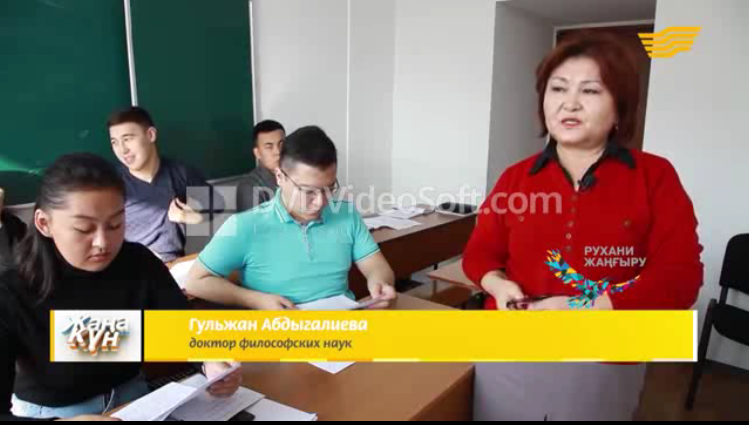 DVDVideoSoft.com
РУХАНИ
ЖАҢҒЫРУ
Жаңа
Күн
Гульжан Абдыгалиева
доктор философских наук